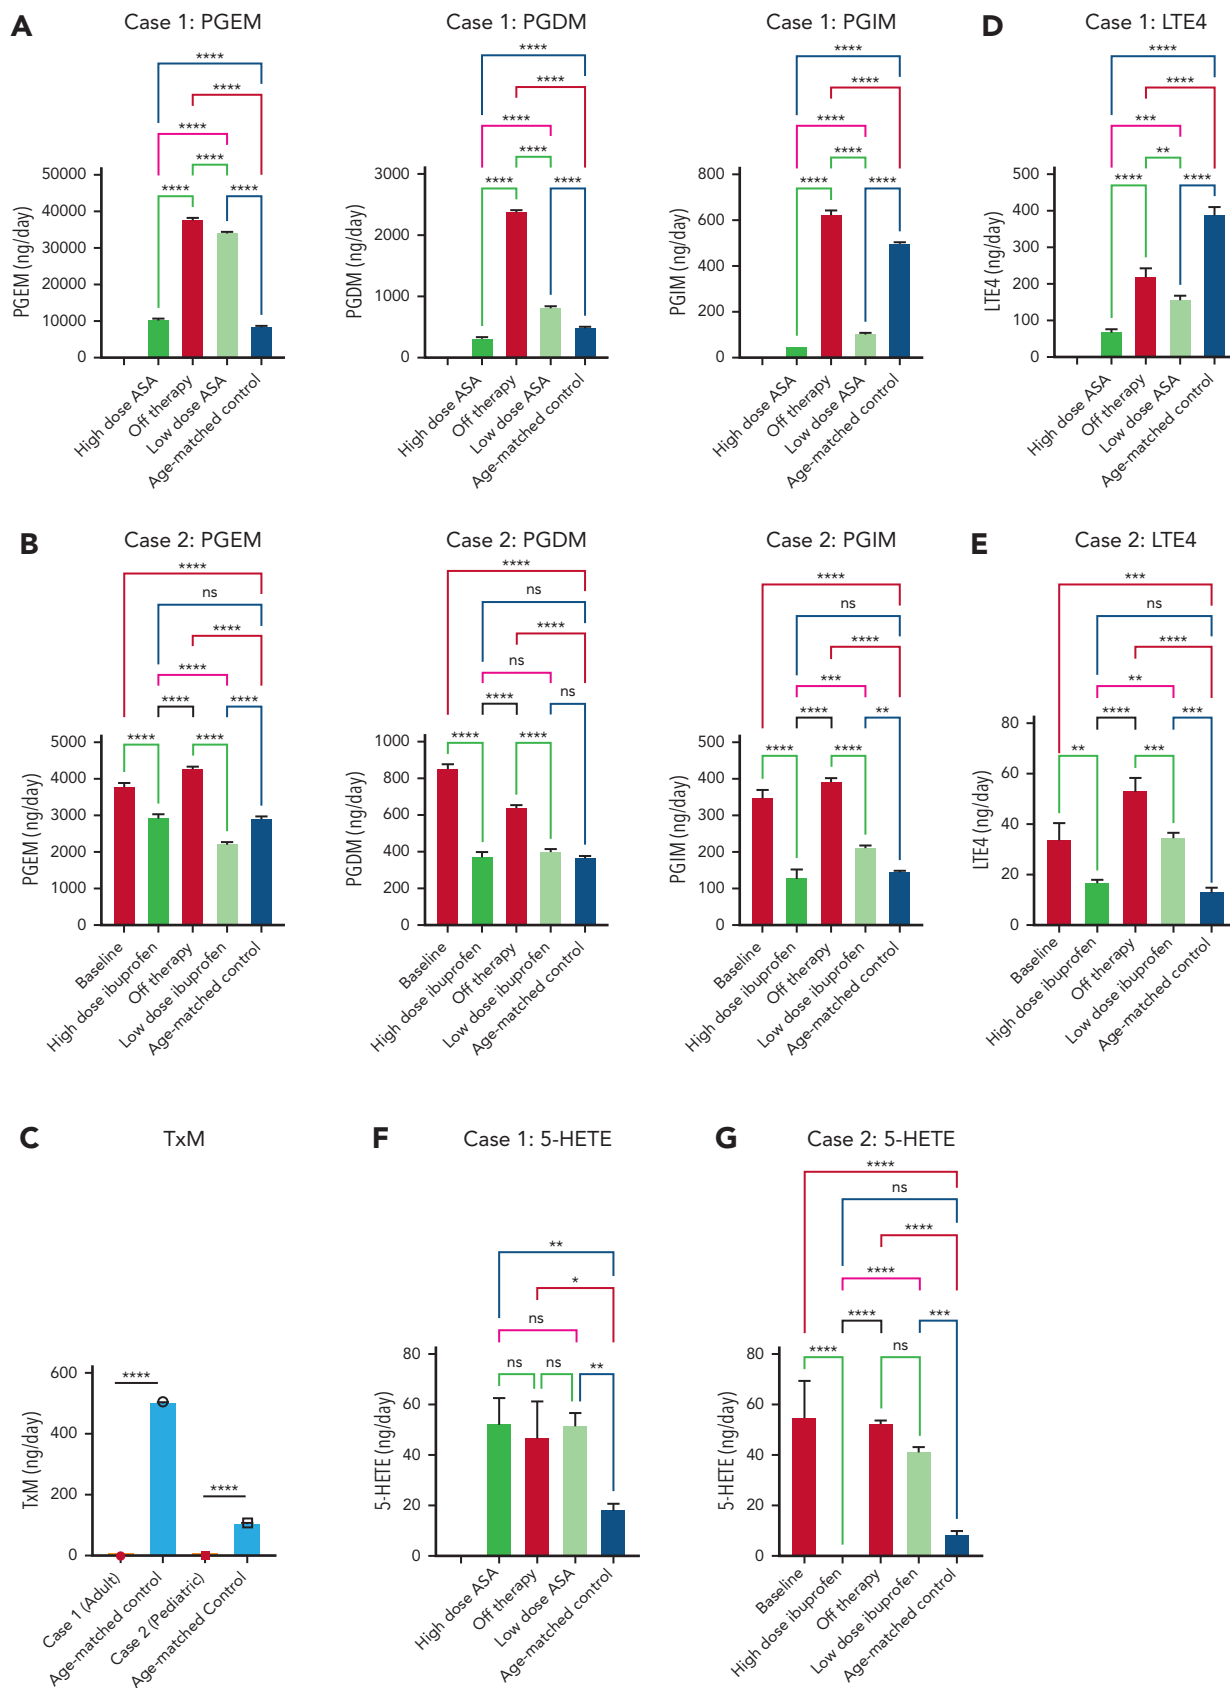 A
Case 1: PGEM
****
****
****
****
****
****
PGEM (ng/day)
50000
40000
30000
20000
10000
0
High dose ASA
Off therapy
Low dose ASA
Age-matched control
Case 1: PGDM
****
****
****
****
****
****
PGDM (ng/day)
3000
2000
1000
0
High dose ASA
Off therapy
Low dose ASA
Age-matched control
Case 1: PGIM
****
****
****
****
****
****
PGIM (ng/day)
800
600
400
200
0
High dose ASA
Off therapy
Low dose ASA
Age-matched control
D
Case 1: LTE4
****
****
***
**
****
****
LTE4 (ng/day)
500
400
300
200
100
0
High dose ASA
Off therapy
Low dose ASA
Age-matched control
B
Case 2: PGEM
****
ns
****
****
****
****
****
****
PGEM (ng/day)
5000
4000
3000
2000
1000
0
Baseline
High dose ibuprofen
Off therapy
Low dose ibuprofen
Age-matched control
Case 2: PGDM
****
ns
****
ns
****
ns
****
****
PGDM (ng/day)
1000
800
600
400
200
0
Baseline
High dose ibuprofen
Off therapy
Low dose ibuprofen
Age-matched control
Case 2: PGIM
****
ns
****
***
****
**
****
****
PGIM (ng/day)
500
400
300
200
100
0
Baseline
High dose ibuprofen
Off therapy
Low dose ibuprofen
Age-matched control
E
Case 2: LTE4
***
ns
****
**
****
***
**
***
LTE4 (ng/day)
80
60
40
20
0
Baseline
High dose ibuprofen
Off therapy
Low dose ibuprofen
Age-matched control
C
TxM
****
****
TxM (ng/day)
600
400
200
0
Case 1 (Adult)
Age-matched control
Case 2 (Pediatric)
Age-matched Control
F
Case 1: 5-HETE
**
*
ns
ns
ns
**
5-HETE (ng/day)
80
60
40
20
0
High dose ASA
Off therapy
Low dose ASA
Age-matched control
G
Case 2: 5-HETE
****
ns
****
****
****
***
****
ns
5-HETE (ng/day)
80
60
40
20
0
Baseline
High dose ibuprofen
Off therapy
Low dose ibuprofen
Age-matched control